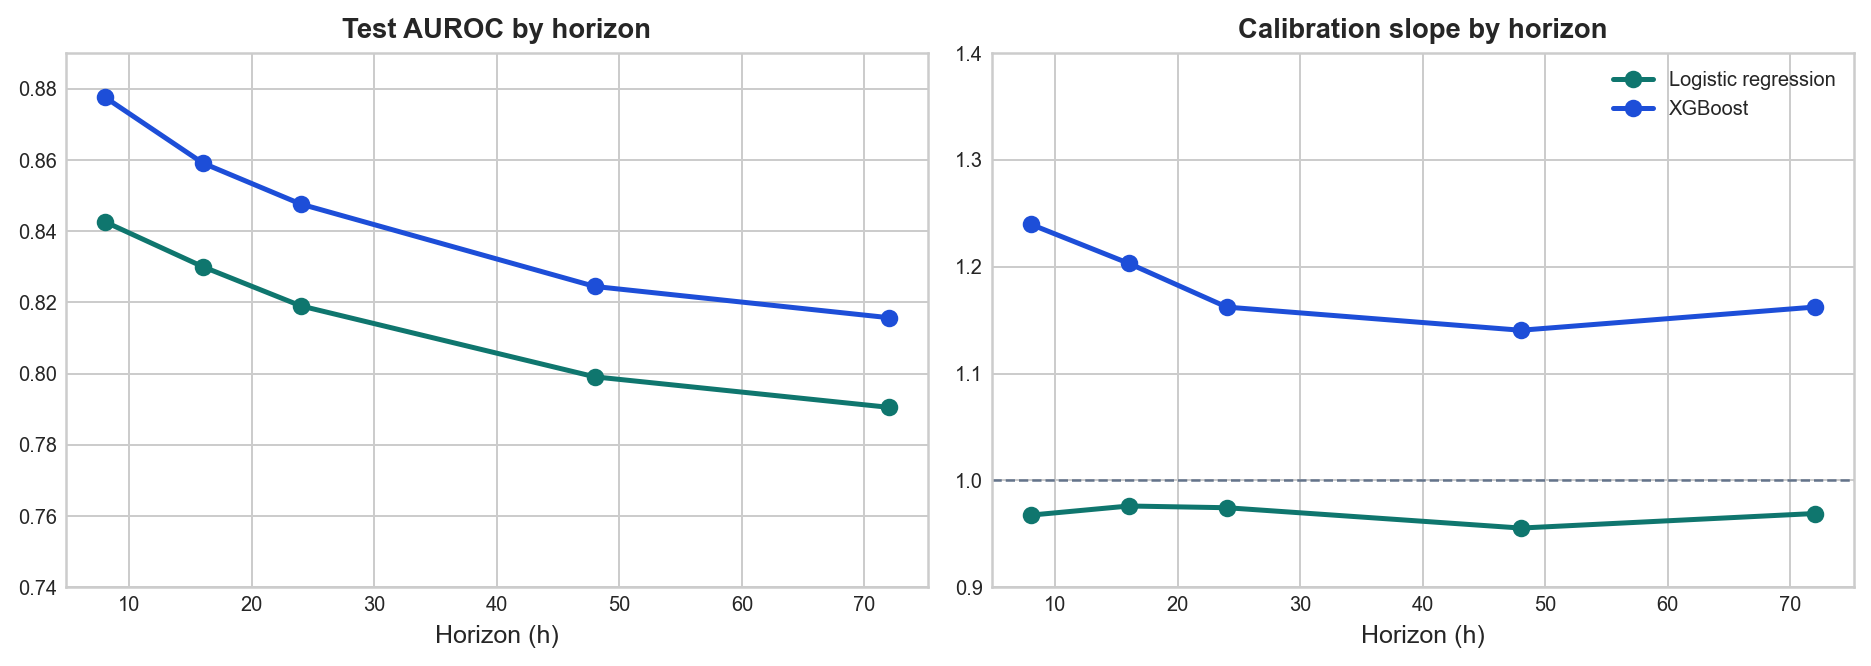 Test AUROC by horizon
0.88
0.86
0.84
0.82
0.80
0.78
0.76
0.74
10 20 30 40 50 60 70
Horizon (h)
Calibration slope by horizon
1.4
1.3
1.2
1.1
1.0
0.9
Logistic regression
XGBoost
10 20 30 40 50 60 70
Horizon (h)